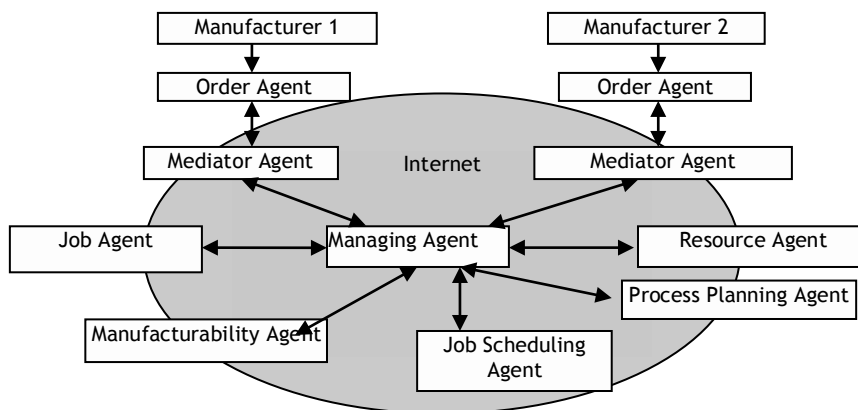 Manufacturer 1
Manufacturer 2
Order Agent
Order Agent
Mediator Agent
Internet
Mediator Agent
Job Agent
Managing Agent
Resource Agent
Process Planning Agent
Manufacturability Agent
Job Scheduling
Agent